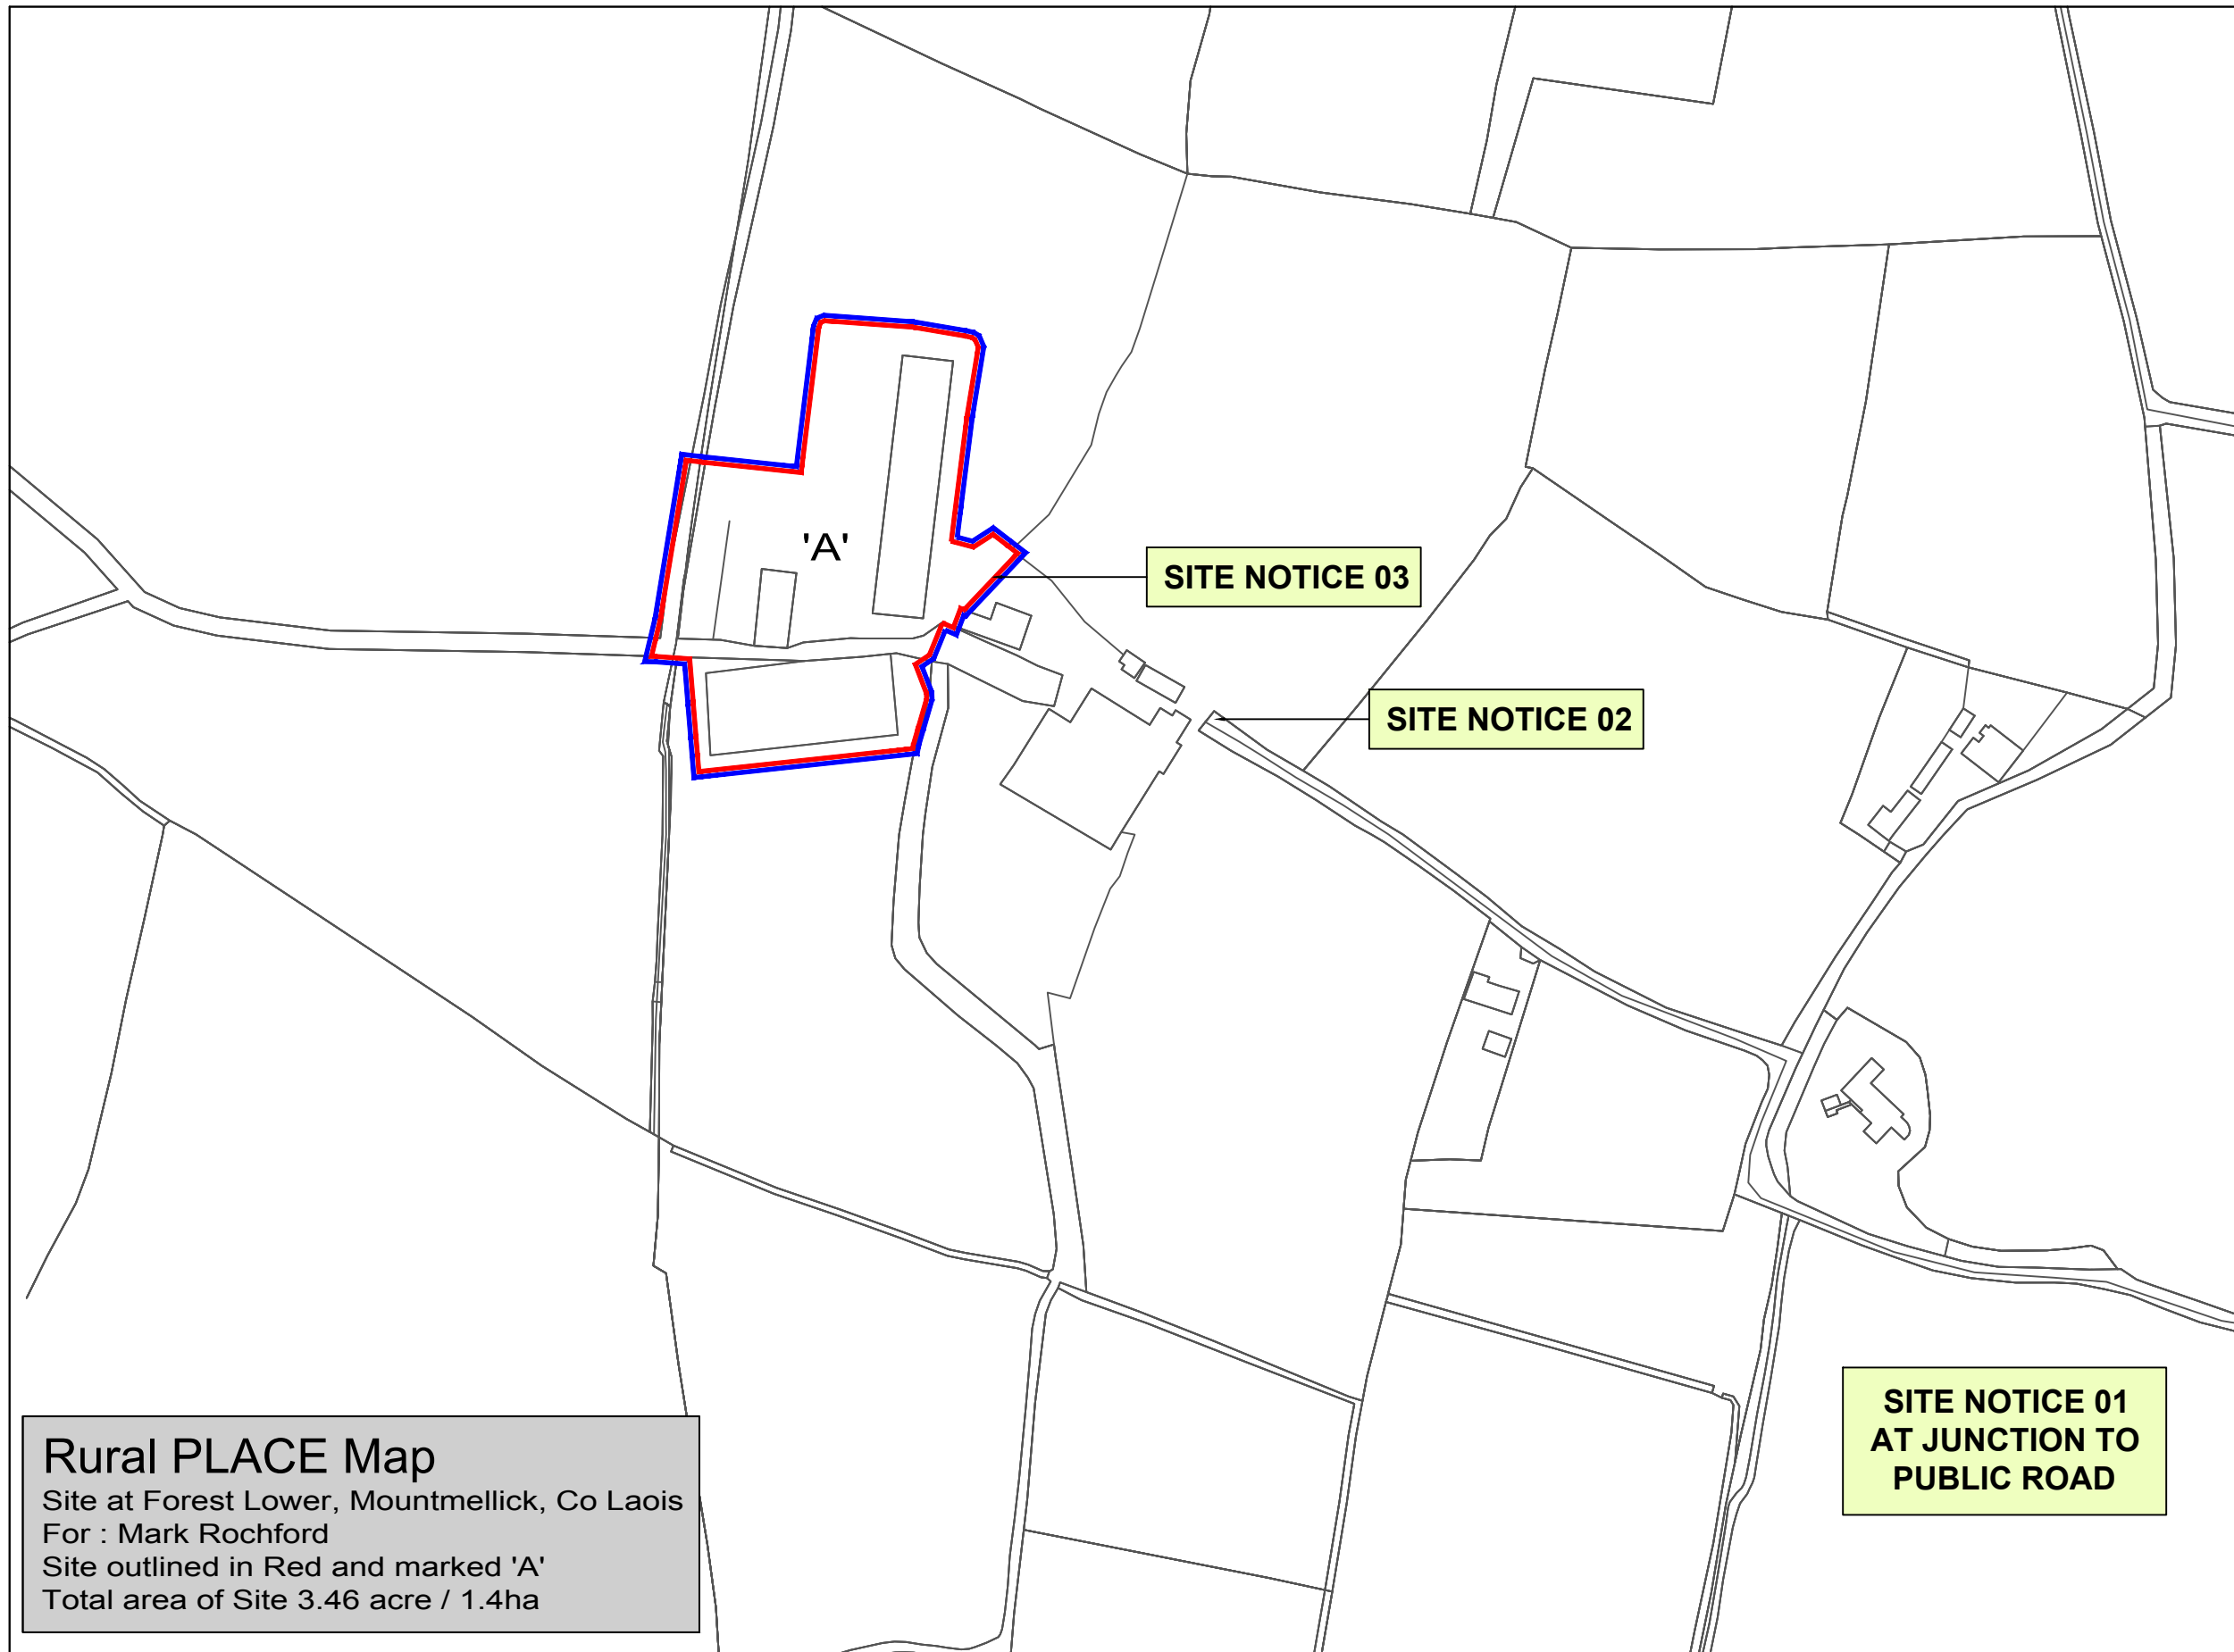 'A'
SITE NOTICE 03
SITE NOTICE 02
SITE NOTICE 01
AT JUNCTION TO
PUBLIC ROAD
Rural PLACE Map
Site at Forest Lower, Mountmellick, Co Laois
For : Mark Rochford
Site outlined in Red and marked 'A'
Total area of Site 3.46 acre / 1.4ha